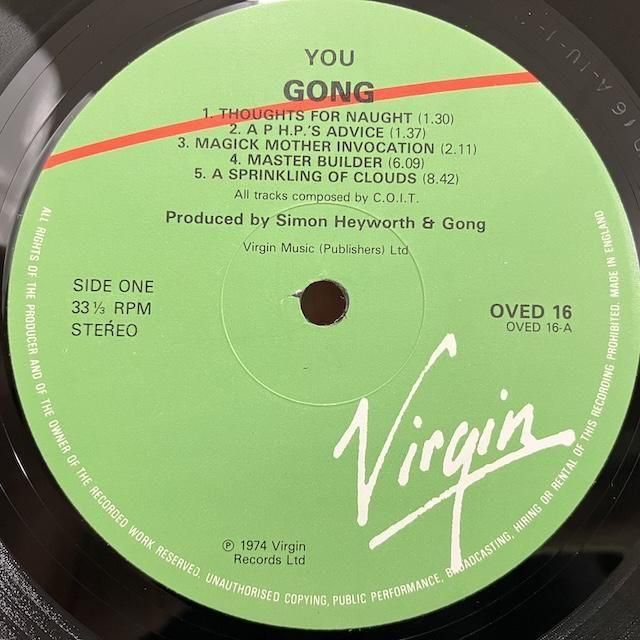 YOU
GONG
1. THOUGHTS FOR NAUGHT (1.30)
2. A P H.P.'S ADVICE (1.37)
3. MAGICK MOTHER INVOCATION (2.11)
4. MASTER BUILDER (6.09)
5. A SPRINKLING OF CLOUDS (8.42)
All tracks composed by C.O.I.T.
Produced by Simon Heyworth & Gong
Virgin Music (Publishers) Ltd
SIDE ONE
33⅓ RPM
STEREO
OVED 16
OVED 16-A
Virgin
℗ 1974 Virgin
Records Ltd
ALL RIGHTS OF THE PRODUCER AND OF THE OWNER OF THE RECORDED WORK RESERVED. UNAUTHORISED COPYING, PUBLIC PERFORMANCE, BROADCASTING, HIRING OR RENTAL OF THIS RECORDING PROHIBITED. MADE IN ENGLAND